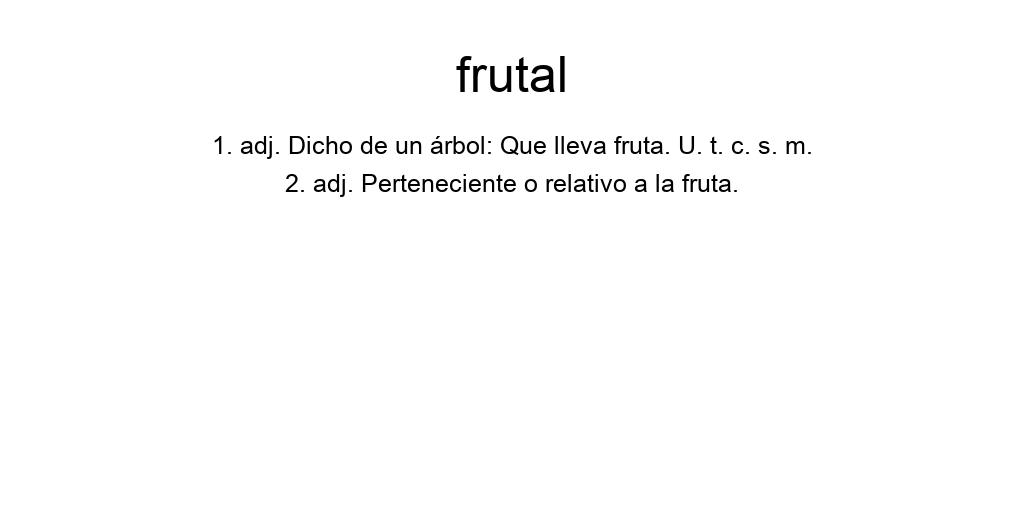 frutal
1. adj. Dicho de un árbol: Que lleva fruta. U. t. c. s. m.
2. adj. Perteneciente o relativo a la fruta.